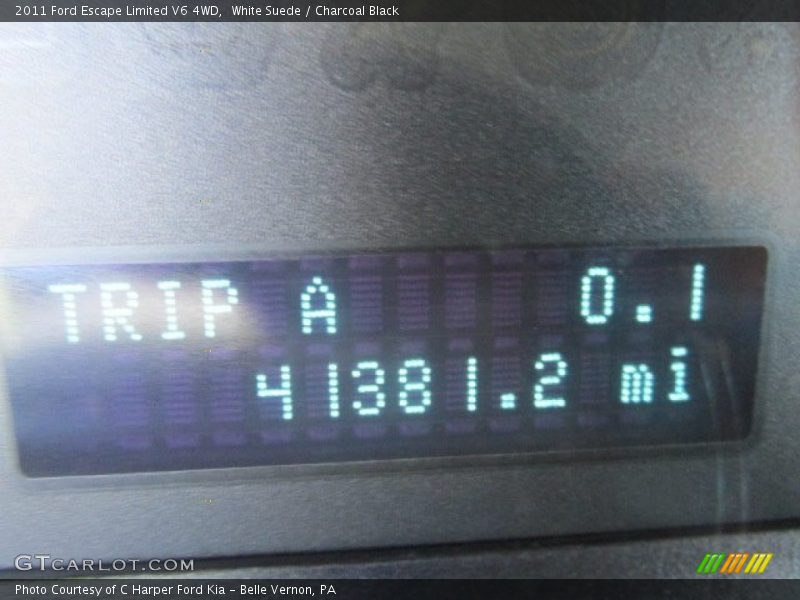 2011 Ford Escape Limited V6 4WD,  White Suede / Charcoal Black
TRIP A 0.1
41381.2 mi
GTCARLOT.COM
Photo Courtesy of C Harper Ford Kia - Belle Vernon, PA